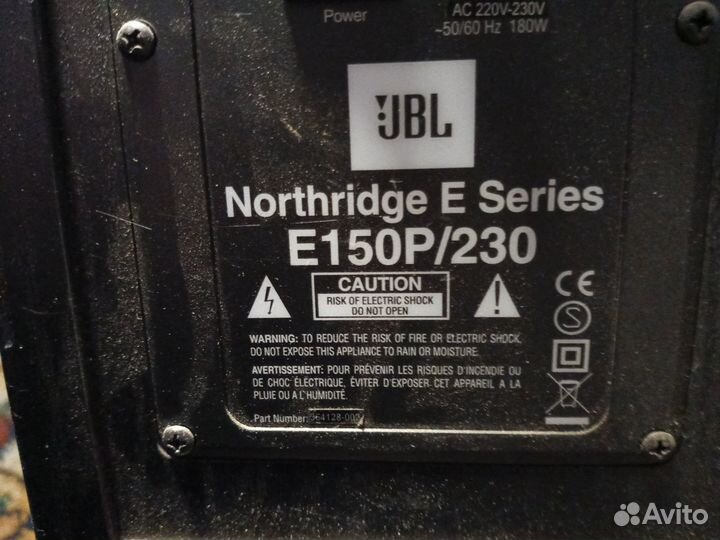 Power
AC 220V-230V
~50/60 Hz 180W
JBL
Northridge E Series
E150P/230
CAUTION
RISK OF ELECTRIC SHOCK
DO NOT OPEN
WARNING: TO REDUCE THE RISK OF FIRE OR ELECTRIC SHOCK,
DO NOT EXPOSE THIS APPLIANCE TO RAIN OR MOISTURE.
AVERTISSEMENT: POUR PRÉVENIR LES RISQUES D'INCENDIE OU
DE CHOC ÉLECTRIQUE, ÉVITER D'EXPOSER CET APPAREIL A LA
PLUIE OU A L'HUMIDITÉ.
Part Number:
CE
S
Avito